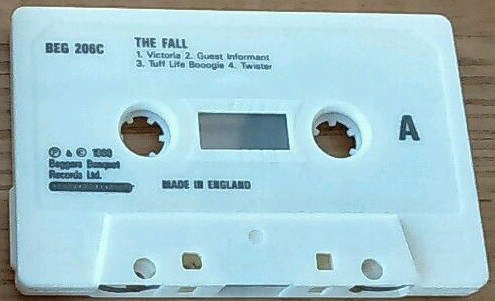 BEG 206C
THE FALL
1. Victoria 2. Guest Informant
3. Tuff Life Booogie 4. Twister
A
Ⓟ & © 1988
Beggars Banquet
Records Ltd.
MADE IN ENGLAND